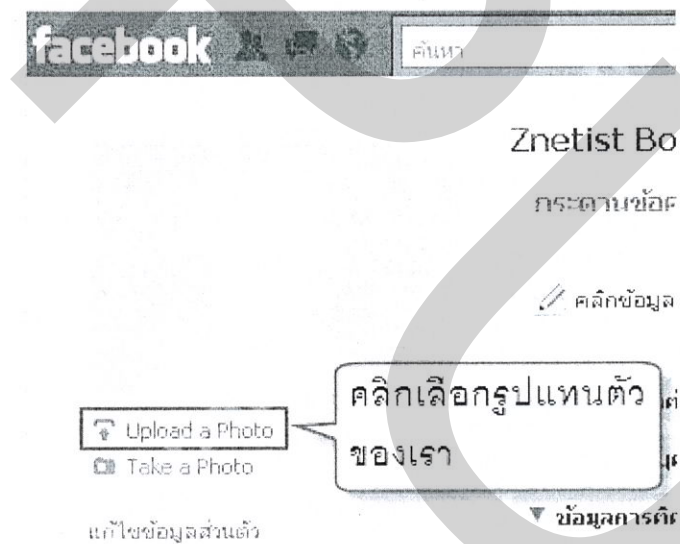 facebook
ค้นหา
Znetist Bo
กระดานข้อ
คลิกข้อมูล
คลิกเลือกรูปแทนตัว
ของเรา
Upload a Photo
Take a Photo
แก้ไขข้อมูลส่วนตัว
ข้อมูลการติ